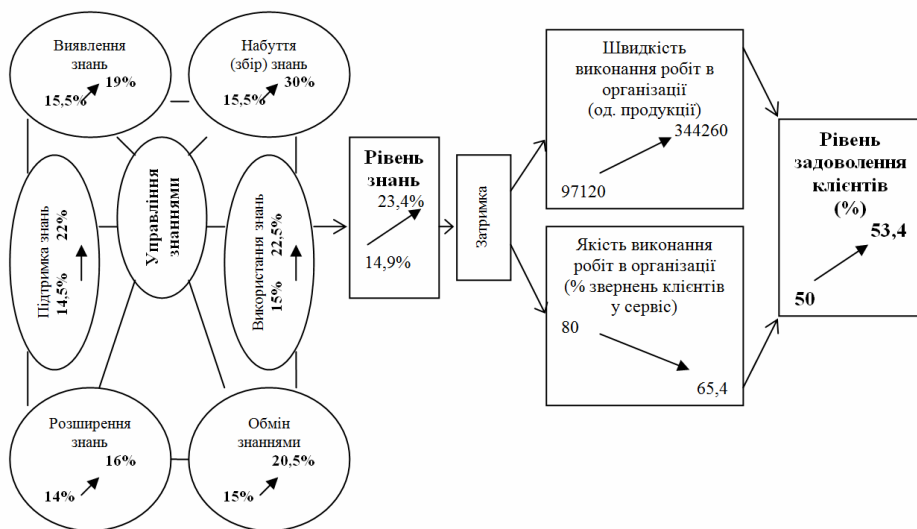 Виявлення
знань
19%
15,5%
Набуття
(збір) знань
30%
15,5%
Підтримка знань
14,5% 22%
Управління
знаннями
Використання знань
15% 22,5%
Розширення
знань
16%
14%
Обмін
знаннями
20,5%
15%
Рівень
знань
23,4%
14,9%
Затримка
Швидкість
виконання робіт в
організації
(од. продукції)
344260
97120
Якість виконання
робіт в організації
(% звернень клієнтів
у сервіс)
80
65,4
Рівень
задоволення
клієнтів
(%)
53,4
50